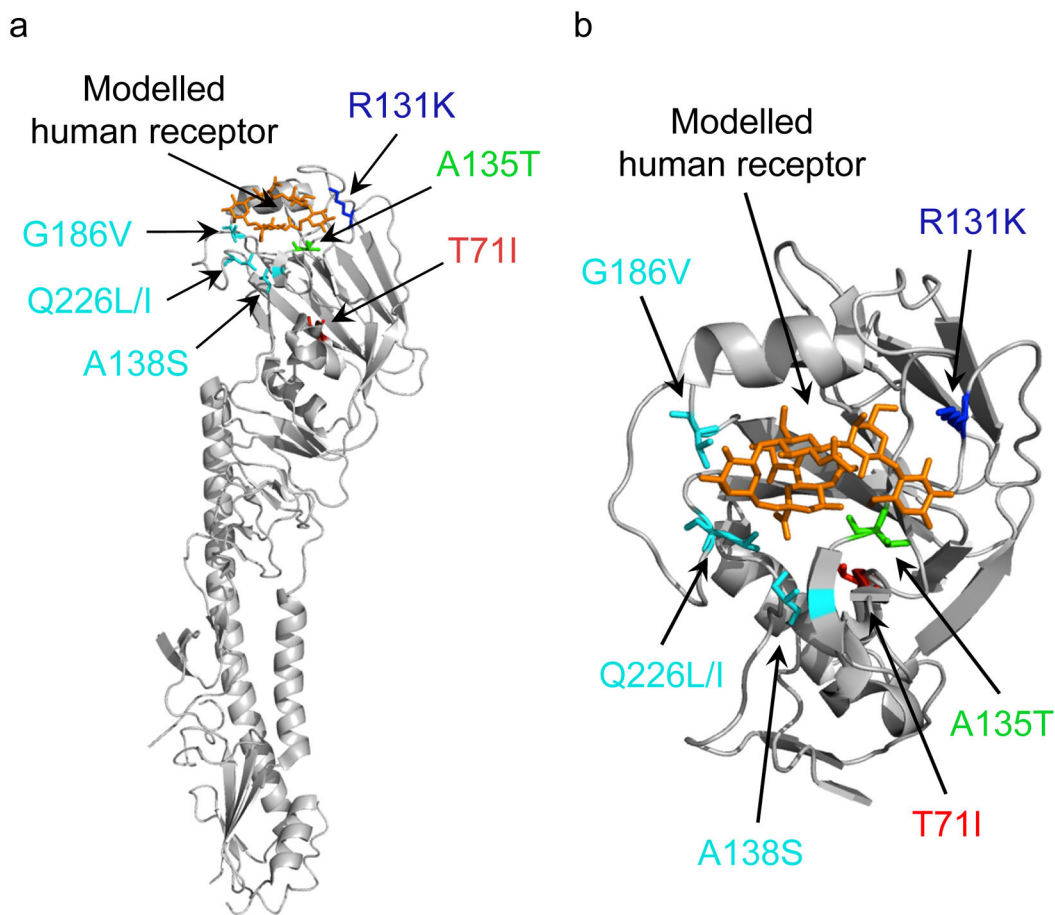 a
Modelled
human receptor
R131K
A135T
G186V
T71I
Q226L/I
A138S
b
Modelled
human receptor
R131K
G186V
Q226L/I
A135T
T71I
A138S